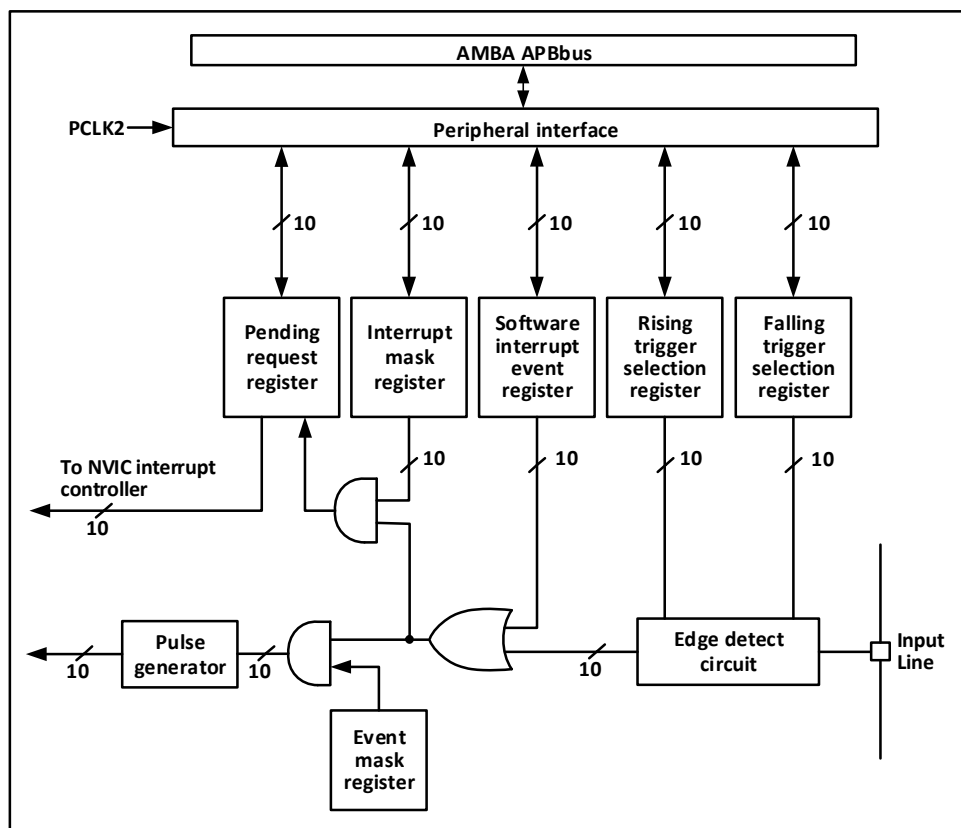 AMBA APBbus
PCLK2
Peripheral interface
10
10
10
10
10
Pending
request
register
Interrupt
mask
register
Software
interrupt
event
register
Rising
trigger
selection
register
Falling
trigger
selection
register
10
10
10
10
To NVIC interrupt
controller
10
Pulse
generator
10
10
10
Edge detect
circuit
Input
Line
Event
mask
register